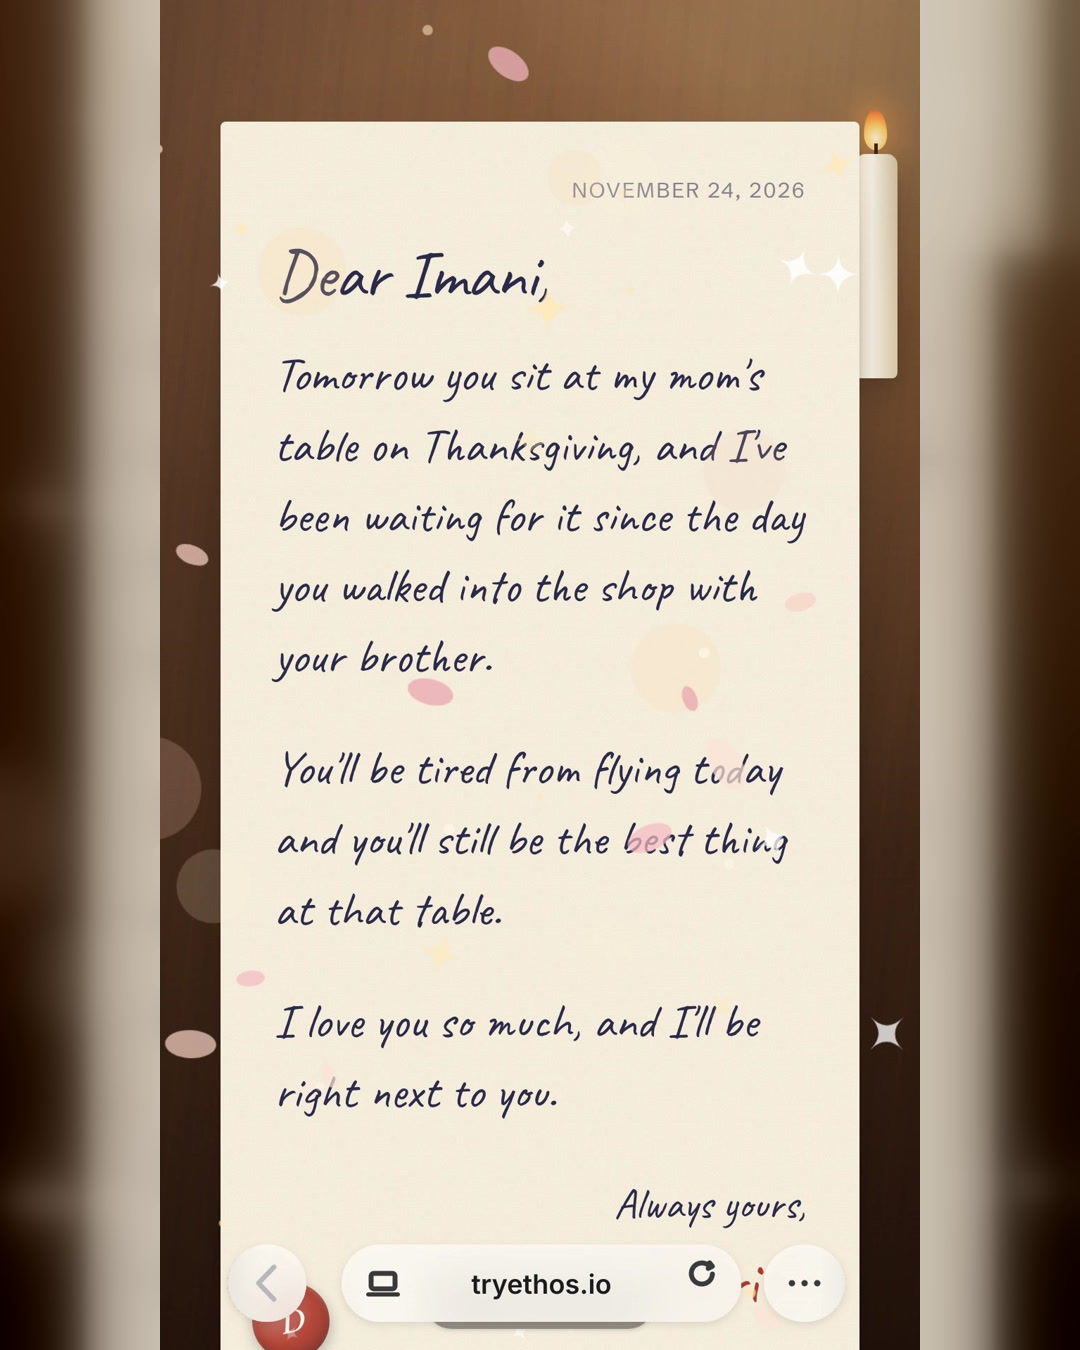 NOVEMBER 24, 2026
Dear Imani,
Tomorrow you sit at my mom's
table on Thanksgiving, and I've
been waiting for it since the day
you walked into the shop with
your brother.
You'll be tired from flying today
and you'll still be the best thing
at that table.
I love you so much, and I'll be
right next to you.
Always yours,
tryethos.io
D